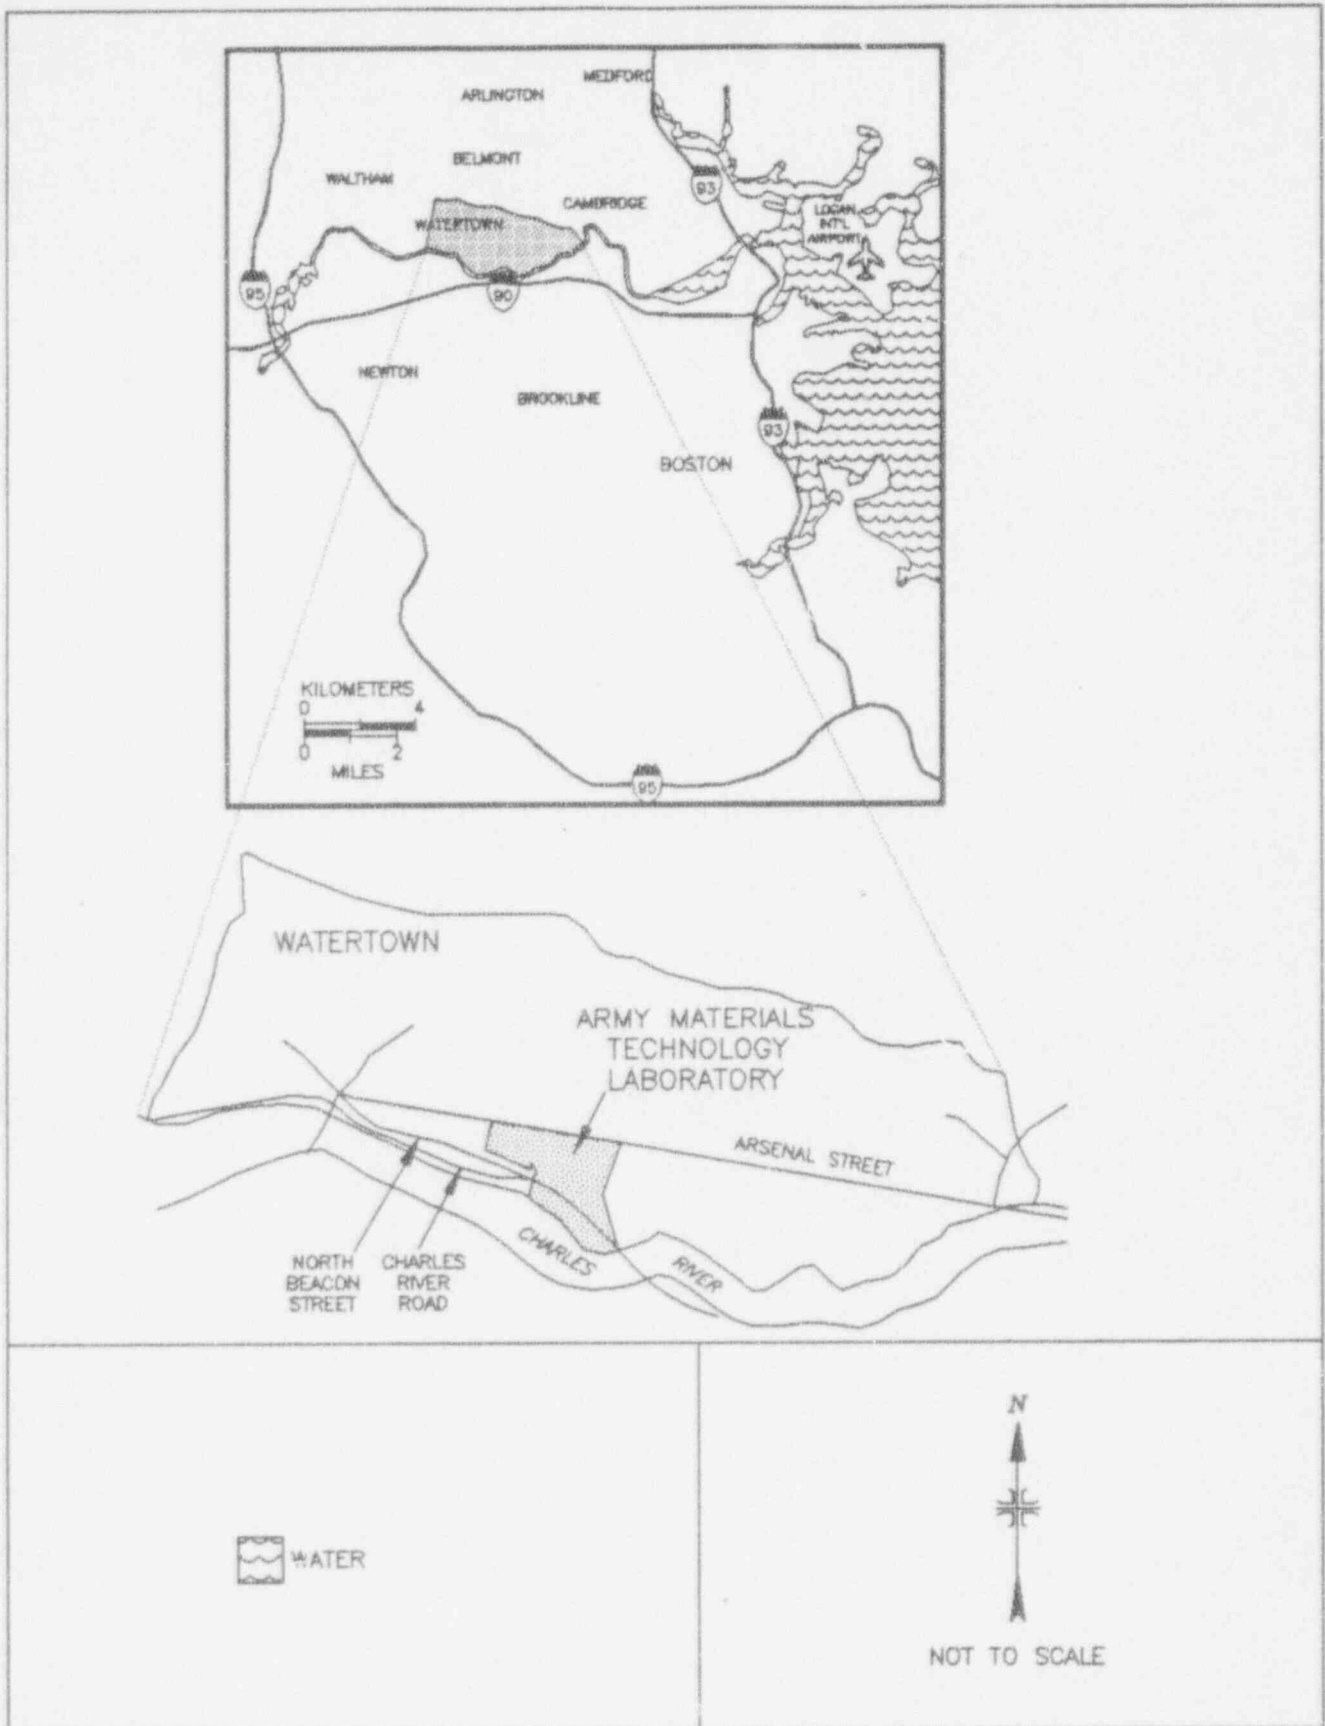 MEDFORD
ARLINGTON
BELMONT
WALTHAM
93
CAMBRIDGE
LOGAN
INT'L
AIRPORT
WATERTOWN
95
90
NEWTON
BROOKLINE
93
BOSTON
KILOMETERS
0 4
0 2
MILES
95
WATERTOWN
ARMY MATERIALS
TECHNOLOGY
LABORATORY
ARSENAL STREET
CHARLES RIVER
NORTH
BEACON
STREET
CHARLES
RIVER
ROAD
WATER
N
NOT TO SCALE